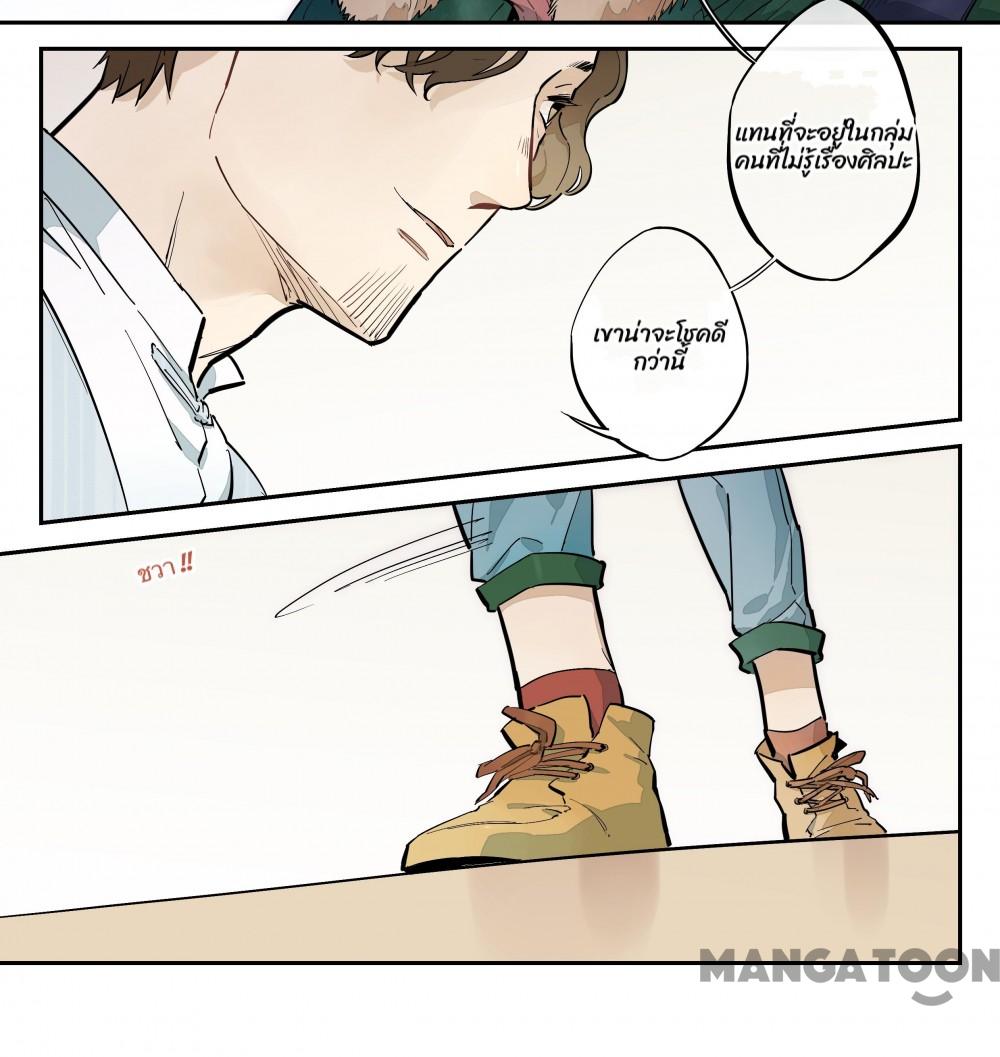 แทนที่จะอยู่ในกลุ่ม
คนที่ไม่รู้เรื่องศิลปะ
เขาน่าจะโชคดี
กว่านี้
ชวา!!
MANGATOON